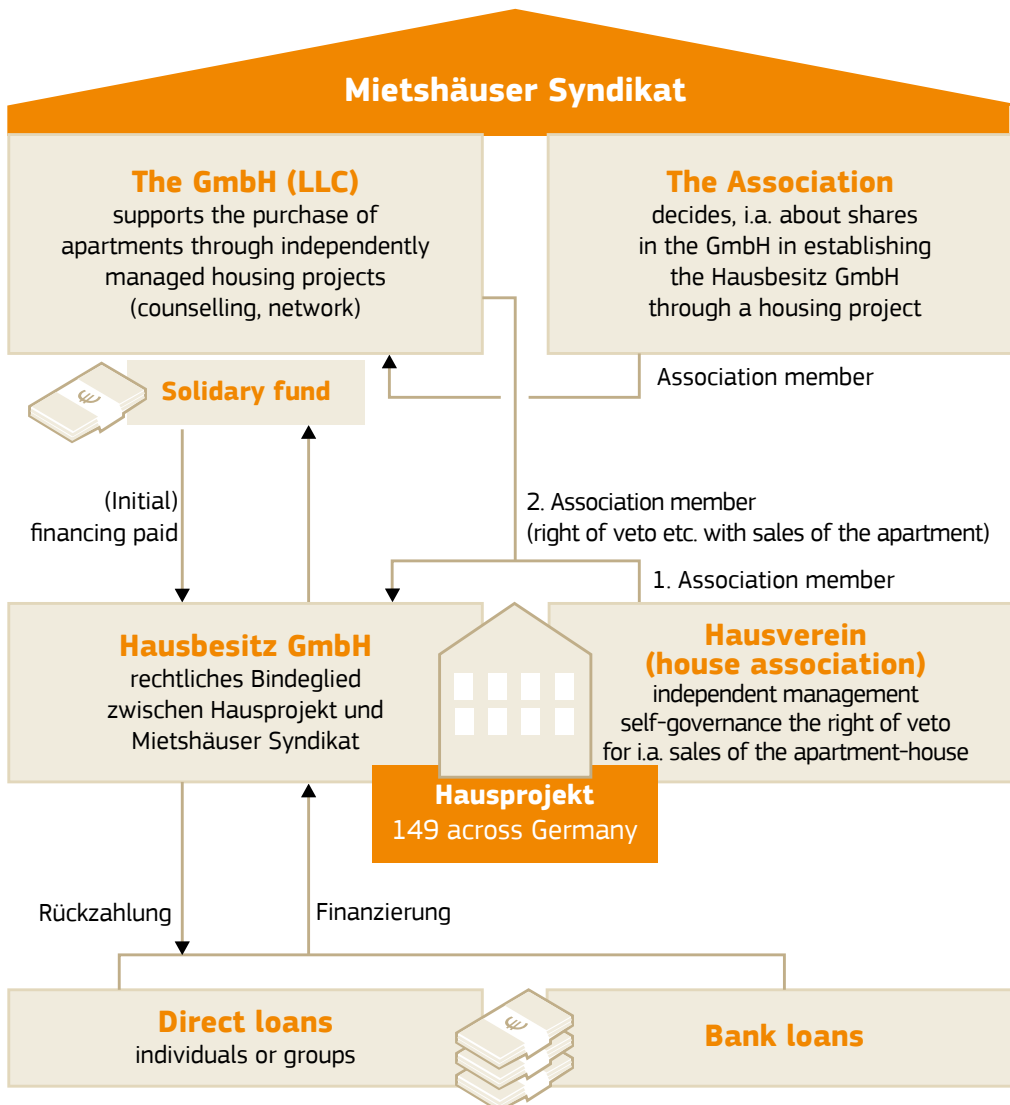 Mietshäuser Syndikat
The GmbH (LLC)
supports the purchase of
apartments through independently
managed housing projects
(counselling, network)
The Association
decides, i.a. about shares
in the GmbH in establishing
the Hausbesitz GmbH
through a housing project
Solidary fund
Association member
(Initial)
financing paid
2. Association member
(right of veto etc. with sales of the apartment)
1. Association member
Hausbesitz GmbH
rechtliches Bindeglied
zwischen Hausprojekt und
Mietshäuser Syndikat
Hausverein
(house association)
independent management
self-governance the right of veto
for i.a. sales of the apartment-house
Hausprojekt
149 across Germany
Rückzahlung
Finanzierung
Direct loans
individuals or groups
Bank loans